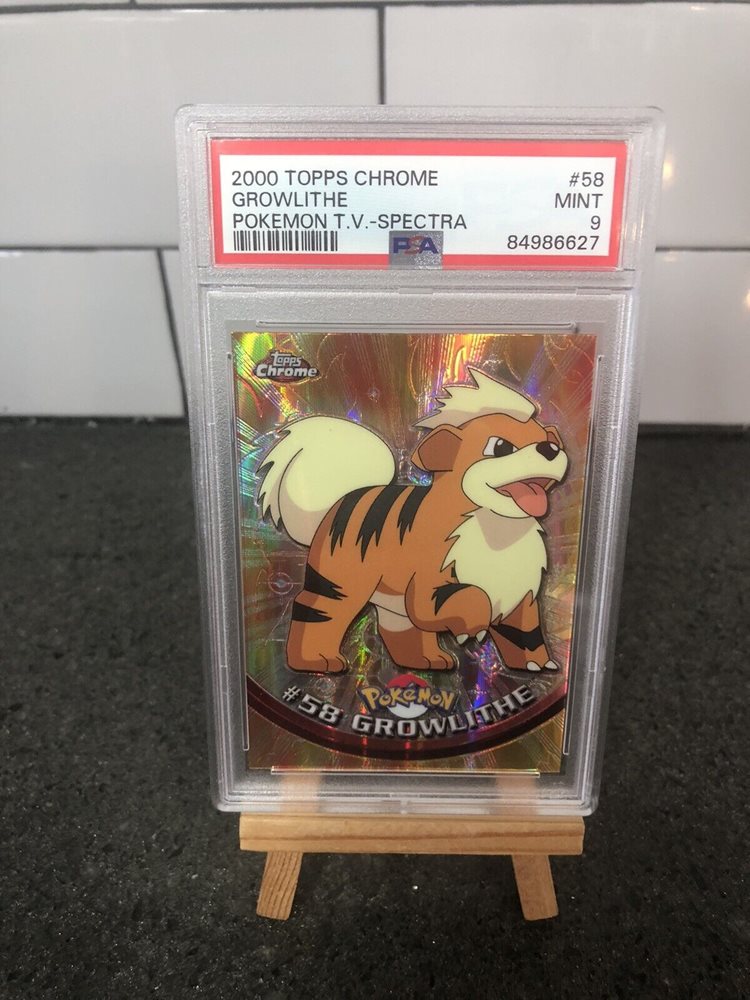 2000 TOPPS CHROME #58
GROWLITHE MINT
POKEMON T.V.-SPECTRA 9
PSA 84986627
Topps
Chrome
POKéMON
#58 GROWLITHE